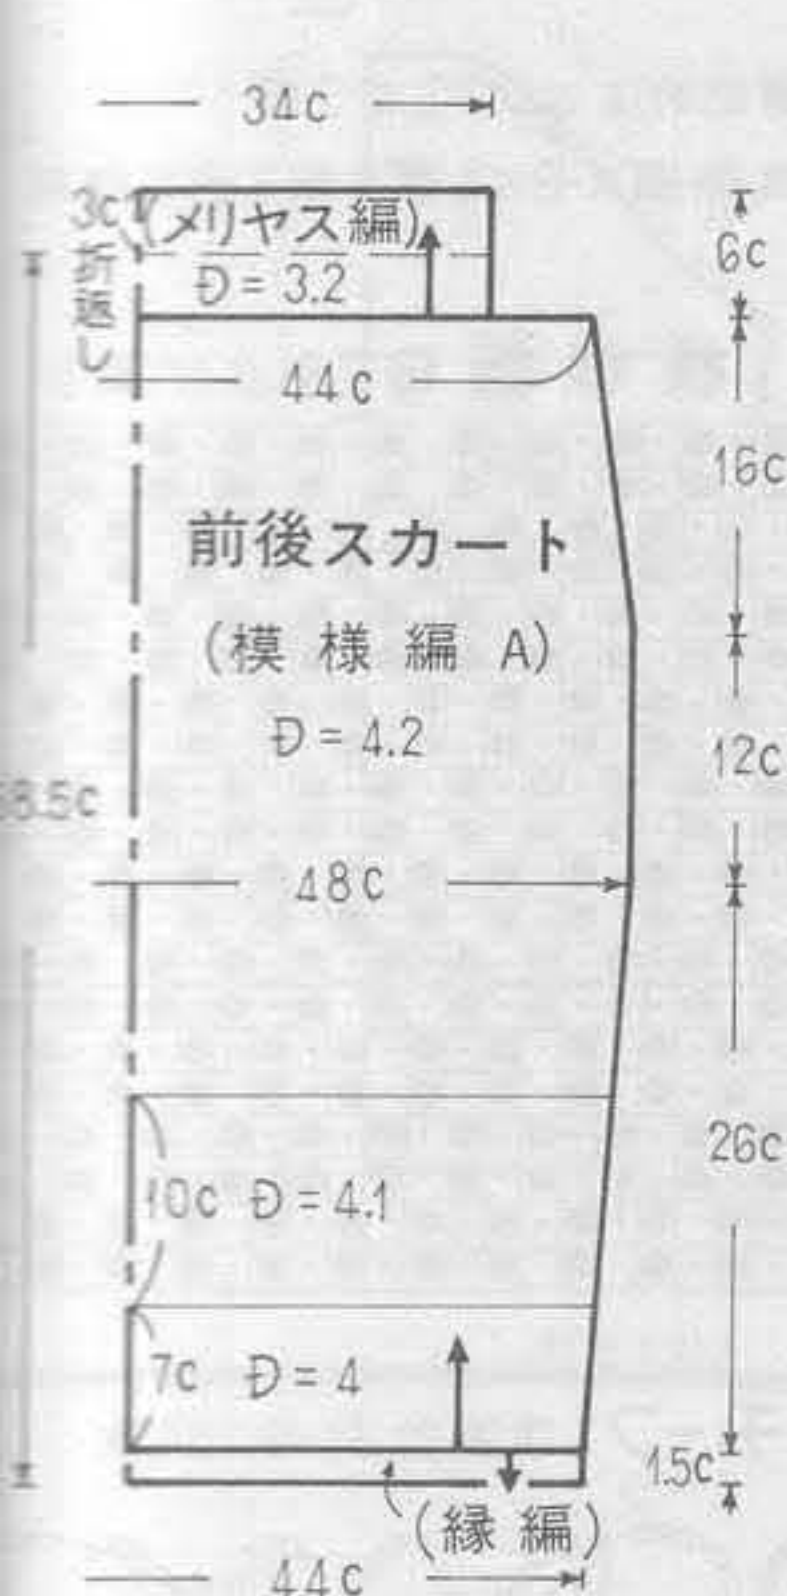 34c
3c
(メリヤス編)
6c
折返し
Đ = 3.2
44c
16c
前後スカート
(模様編 A)
Đ = 4.2
12c
8.5c
48c
26c
10c Đ = 4.1
7c Đ = 4
1.5c
(縁編)
44c